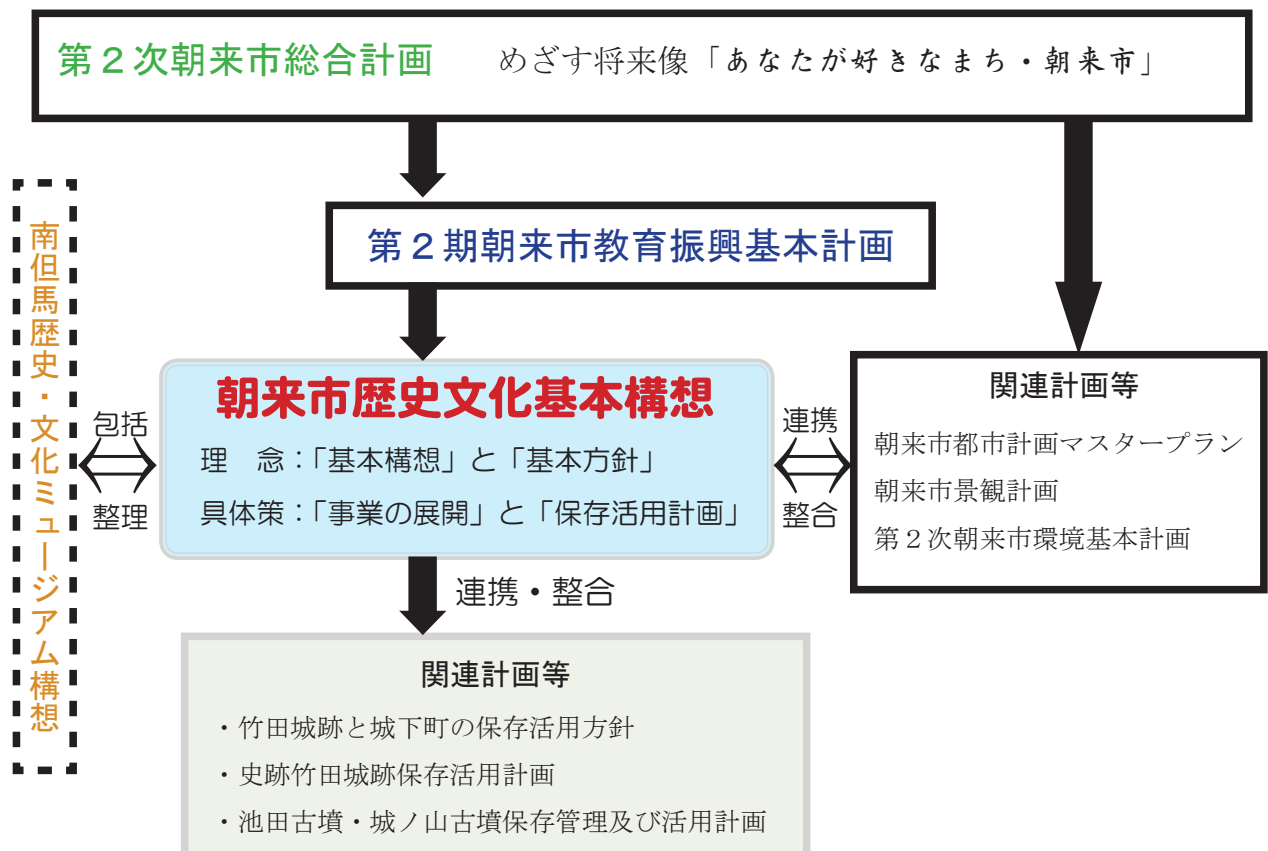 第２次朝来市総合計画　めざす将来像「あなたが好きなまち・朝来市」
第２期朝来市教育振興基本計画
南但馬歴史・文化ミュージアム構想
包括
整理
朝来市歴史文化基本構想
理　念：「基本構想」と「基本方針」
具体策：「事業の展開」と「保存活用計画」
連携
整合
関連計画等
朝来市都市計画マスタープラン
朝来市景観計画
第２次朝来市環境基本計画
連携・整合
関連計画等
・竹田城跡と城下町の保存活用方針
・史跡竹田城跡保存活用計画
・池田古墳・城ノ山古墳保存管理及び活用計画